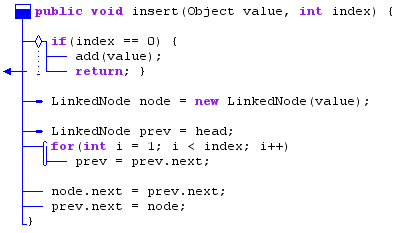 public void insert(Object value, int index) {
if(index == 0) {
add(value);
return; }
LinkedNode node = new LinkedNode(value);
LinkedNode prev = head;
for(int i = 1; i < index; i++)
prev = prev.next;
node.next = prev.next;
prev.next = node;
}